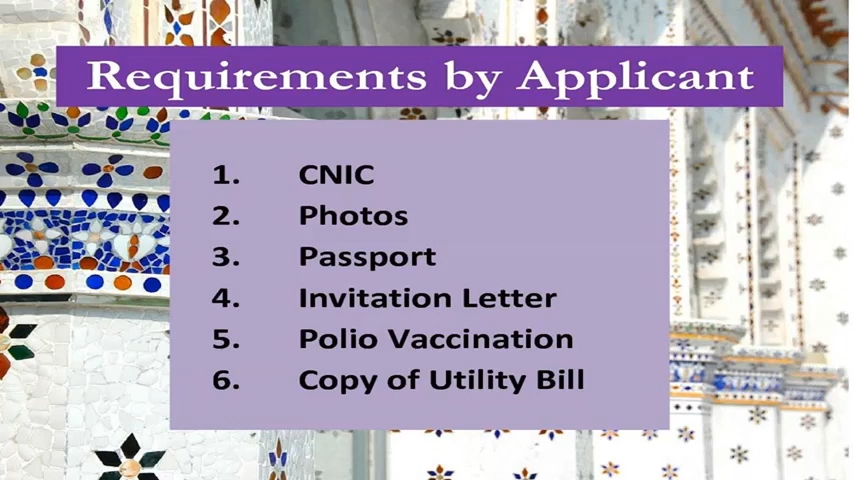 Requirements by Applicant
1. CNIC
2. Photos
3. Passport
4. Invitation Letter
5. Polio Vaccination
6. Copy of Utility Bill